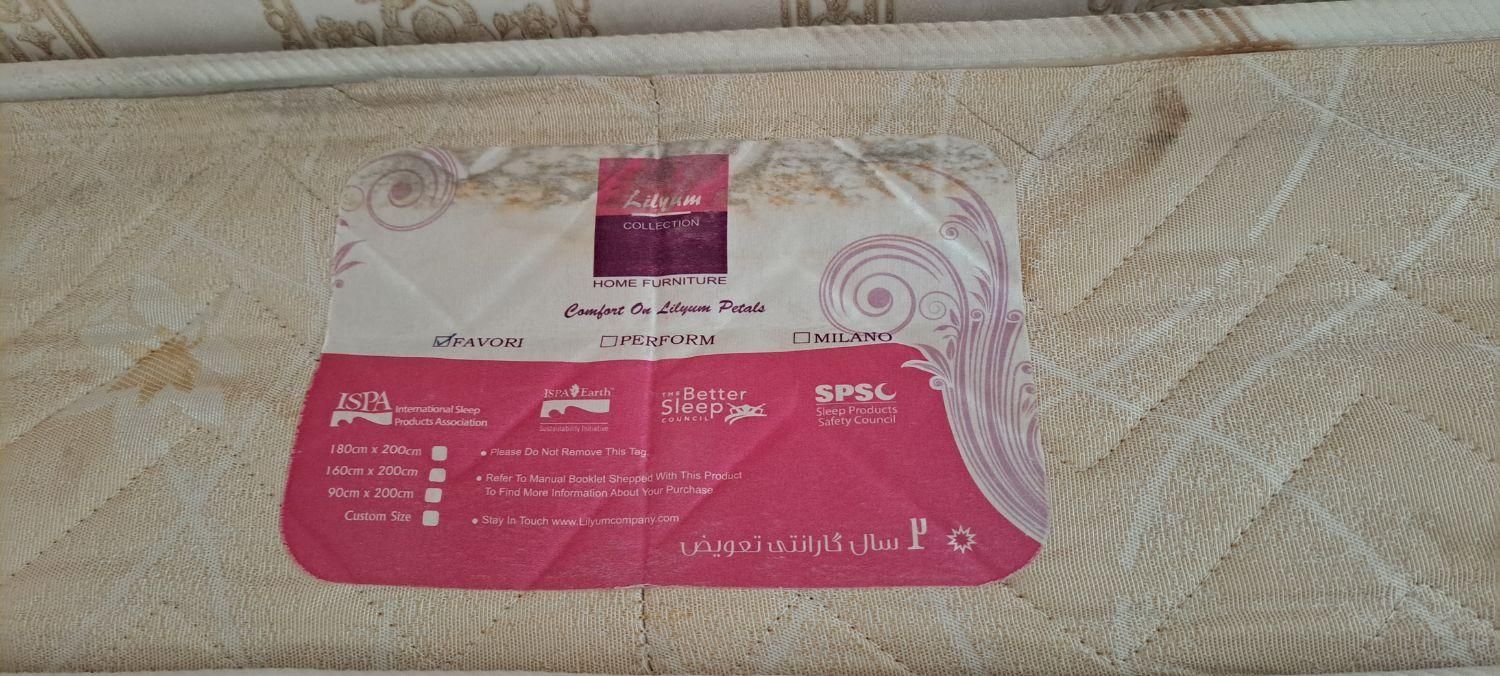 Lilyum
COLLECTION
HOME FURNITURE
Comfort On Lilyum Petals
FAVORI PERFORM MILANO
ISPA International Sleep Products Association
ISPA Earth™
Sustainability Initiative
THE Better Sleep COUNCIL
SPSC
Sleep Products
Safety Council
180cm x 200cm
160cm x 200cm
90cm x 200cm
Custom Size
• Please Do Not Remove This Tag.
• Refer To Manual Booklet Shepped With This Product
To Find More Information About Your Purchase
• Stay In Touch www.Lilyumcompany.com
۲ سال گارانتی تعویض